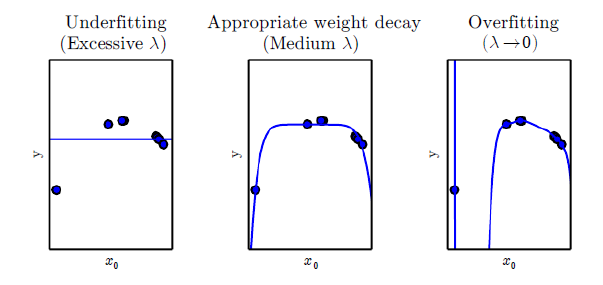 Underfitting
(Excessive λ)
Appropriate weight decay
(Medium λ)
Overfitting
(λ→0)
y
x₀
y
x₀
y
x₀